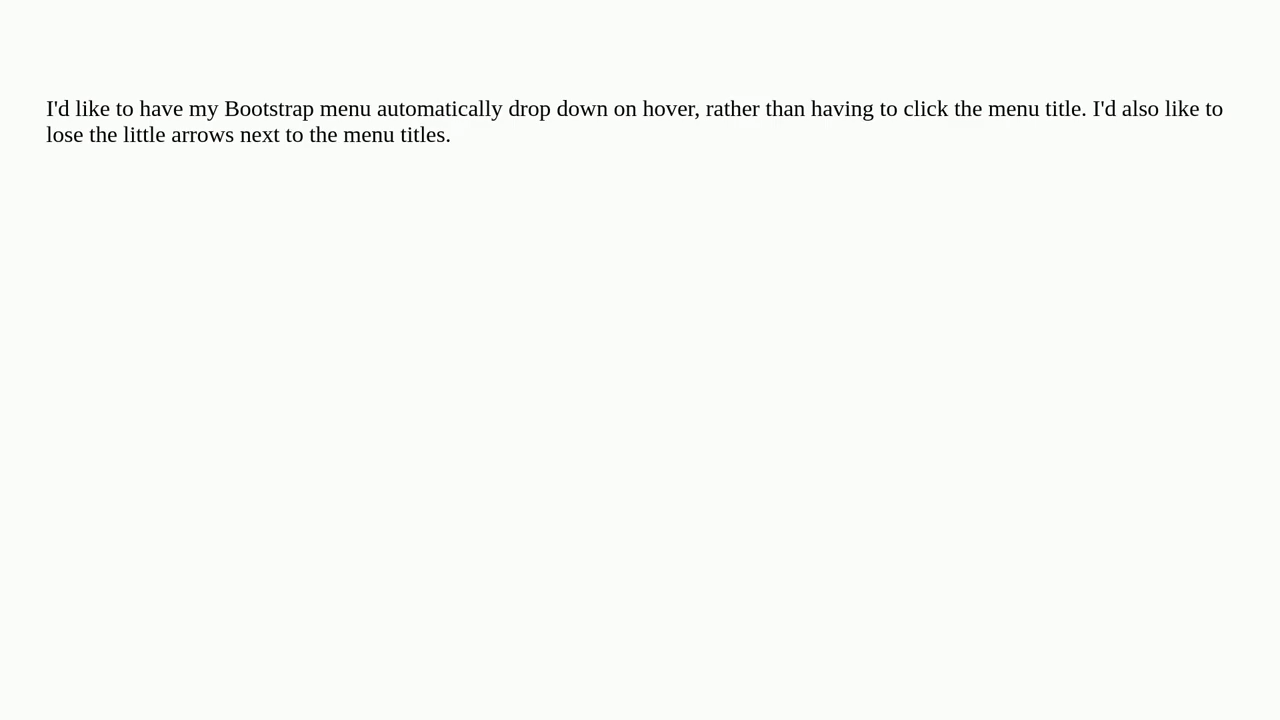 I'd like to have my Bootstrap menu automatically drop down on hover, rather than having to click the menu title. I'd also like to
lose the little arrows next to the menu titles.